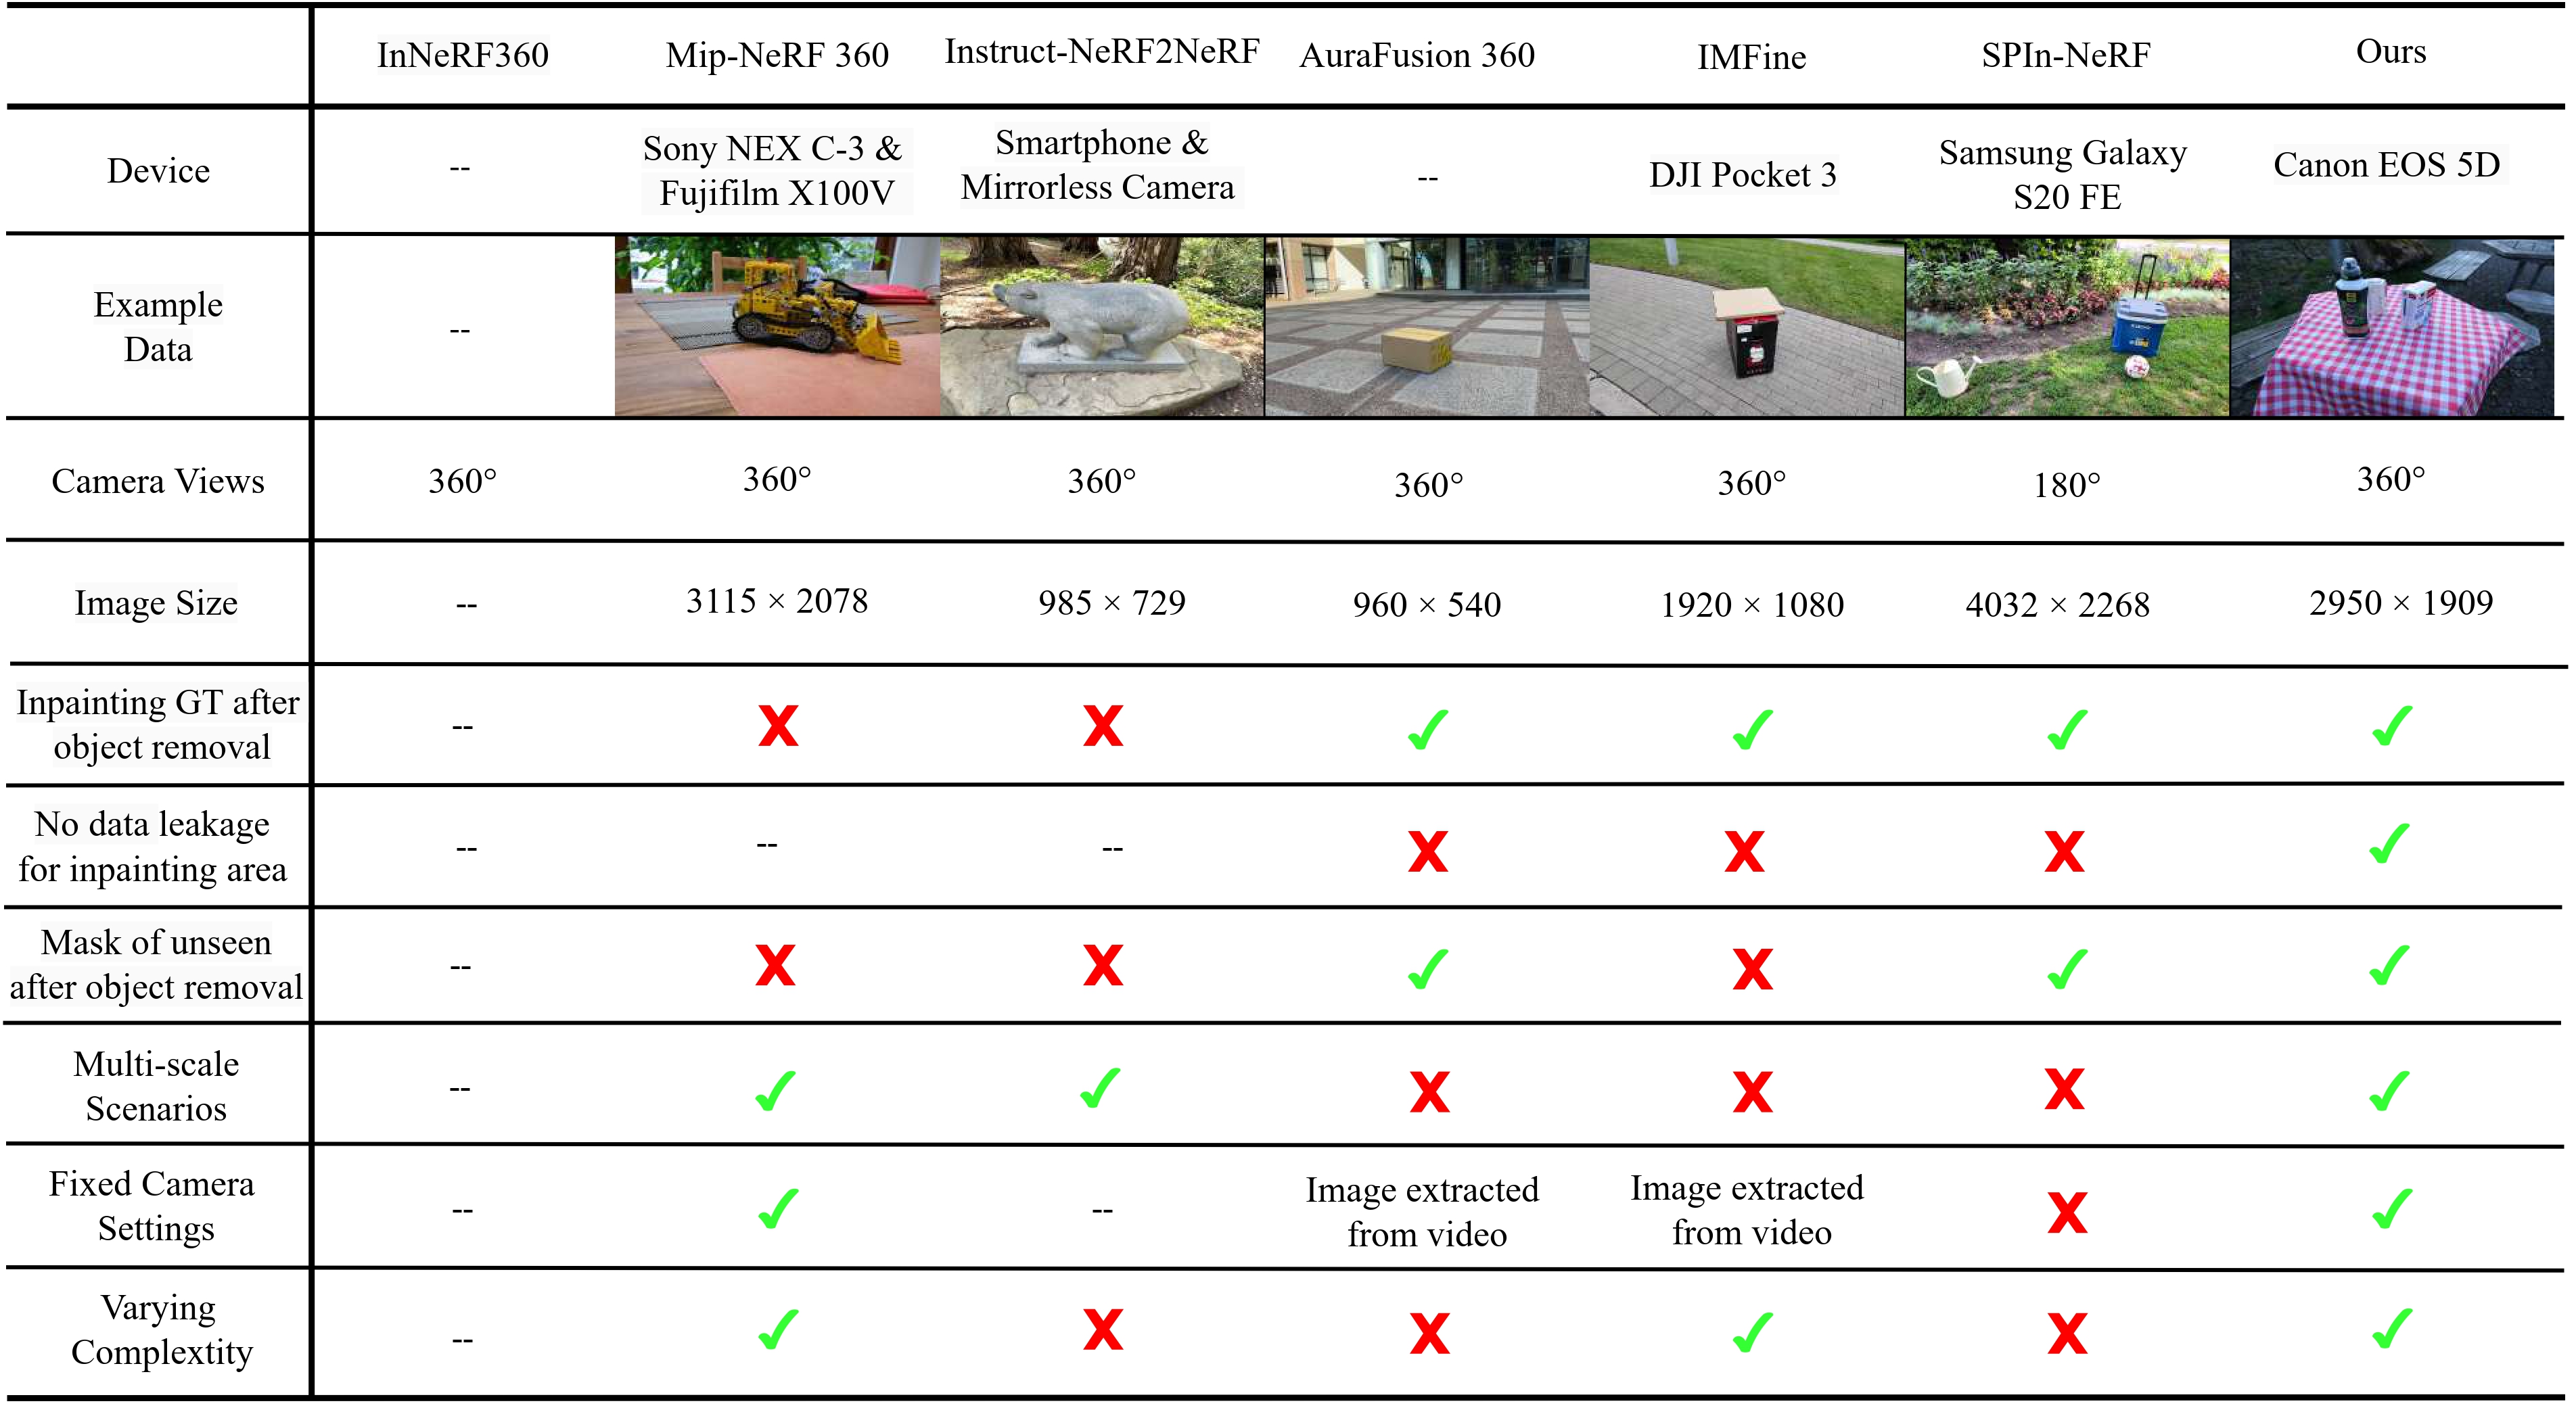 InNeRF360 Mip-NeRF 360 Instruct-NeRF2NeRF AuraFusion 360 IMFine SPIn-NeRF Ours
Device -- Sony NEX C-3 & Fujifilm X100V Smartphone & Mirrorless Camera -- DJI Pocket 3 Samsung Galaxy S20 FE Canon EOS 5D
Example Data --
Camera Views 360° 360° 360° 360° 360° 180° 360°
Image Size -- 3115 × 2078 985 × 729 960 × 540 1920 × 1080 4032 × 2268 2950 × 1909
Inpainting GT after object removal -- X X ✓ ✓ ✓ ✓
No data leakage for inpainting area -- -- -- X X X ✓
Mask of unseen after object removal -- X X ✓ X ✓ ✓
Multi-scale Scenarios -- ✓ ✓ X X X ✓
Fixed Camera Settings -- ✓ -- Image extracted from video Image extracted from video X ✓
Varying Complextity -- ✓ X X ✓ X ✓